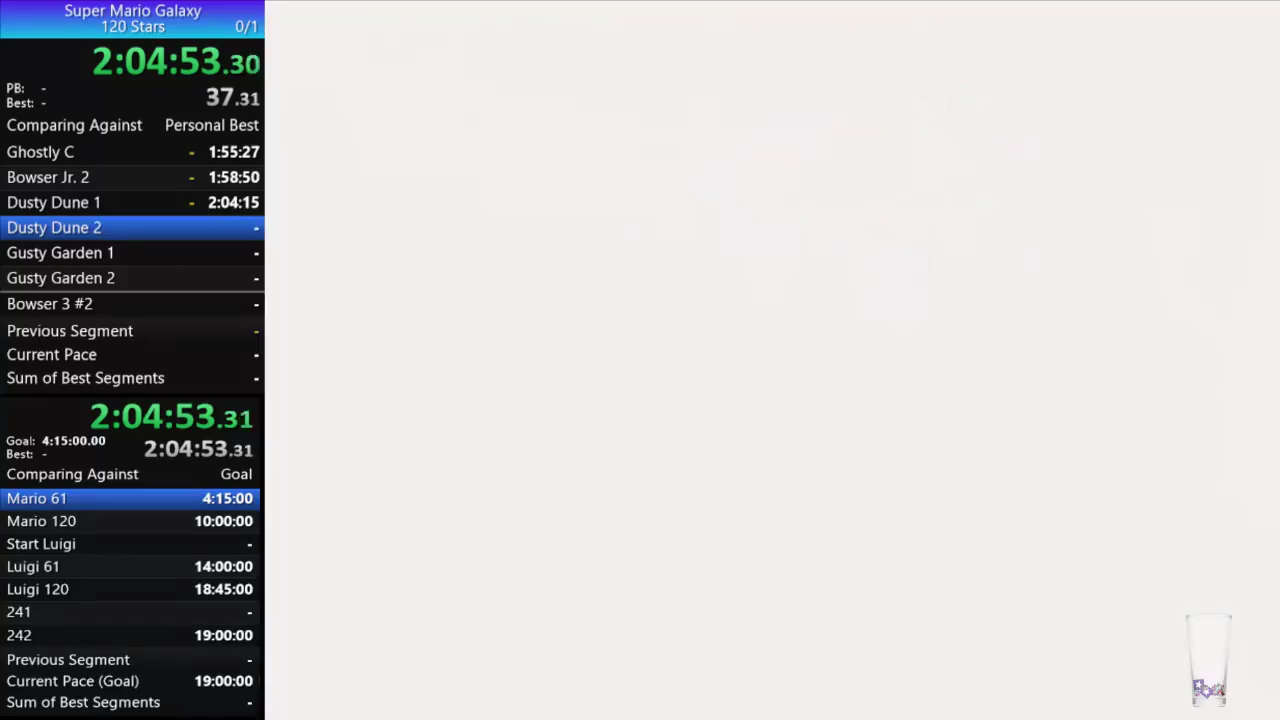 Super Mario Galaxy
120 Stars 0/1
2:04:53.30
PB: -
Best: -
37.31
Comparing Against Personal Best
Ghostly C - 1:55:27
Bowser Jr. 2 - 1:58:50
Dusty Dune 1 - 2:04:15
Dusty Dune 2 -
Gusty Garden 1 -
Gusty Garden 2 -
Bowser 3 #2 -
Previous Segment -
Current Pace -
Sum of Best Segments -
2:04:53.31
Goal: 4:15:00.00
Best: -
2:04:53.31
Comparing Against Goal
Mario 61 4:15:00
Mario 120 10:00:00
Start Luigi -
Luigi 61 14:00:00
Luigi 120 18:45:00
241 -
242 19:00:00
Previous Segment -
Current Pace (Goal) 19:00:00
Sum of Best Segments -